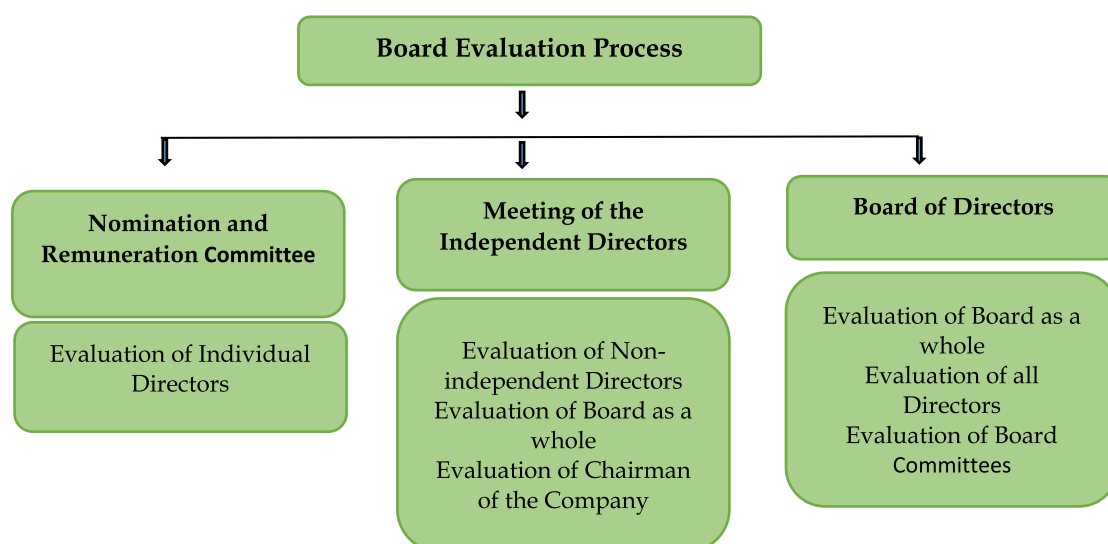 Board Evaluation Process
Nomination and
Remuneration Committee
Evaluation of Individual
Directors
Meeting of the
Independent Directors
Evaluation of Non-
independent Directors
Evaluation of Board as a
whole
Evaluation of Chairman
of the Company
Board of Directors
Evaluation of Board as a
whole
Evaluation of all
Directors
Evaluation of Board
Committees